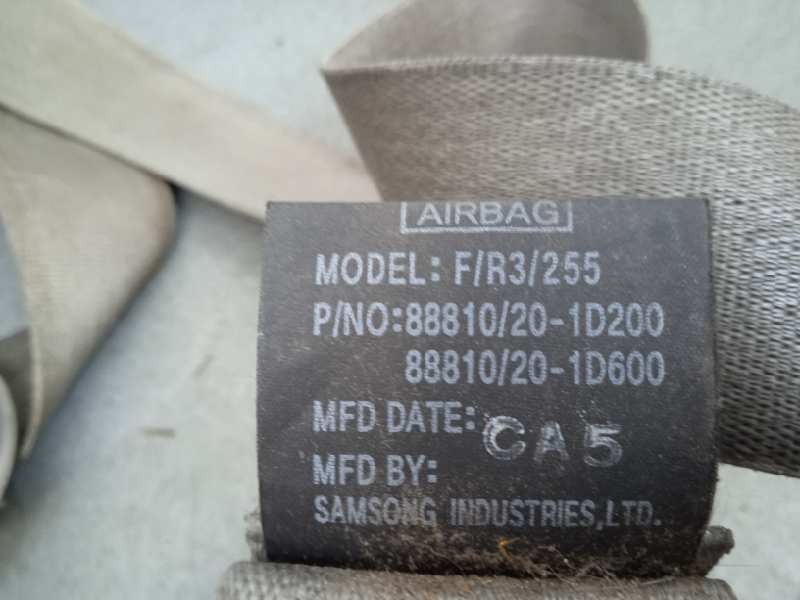 AIRBAG
MODEL: F/R3/255
P/NO:88810/20-1D200
88810/20-1D600
MFD DATE: CA5
MFD BY:
SAMSONG INDUSTRIES,LTD.